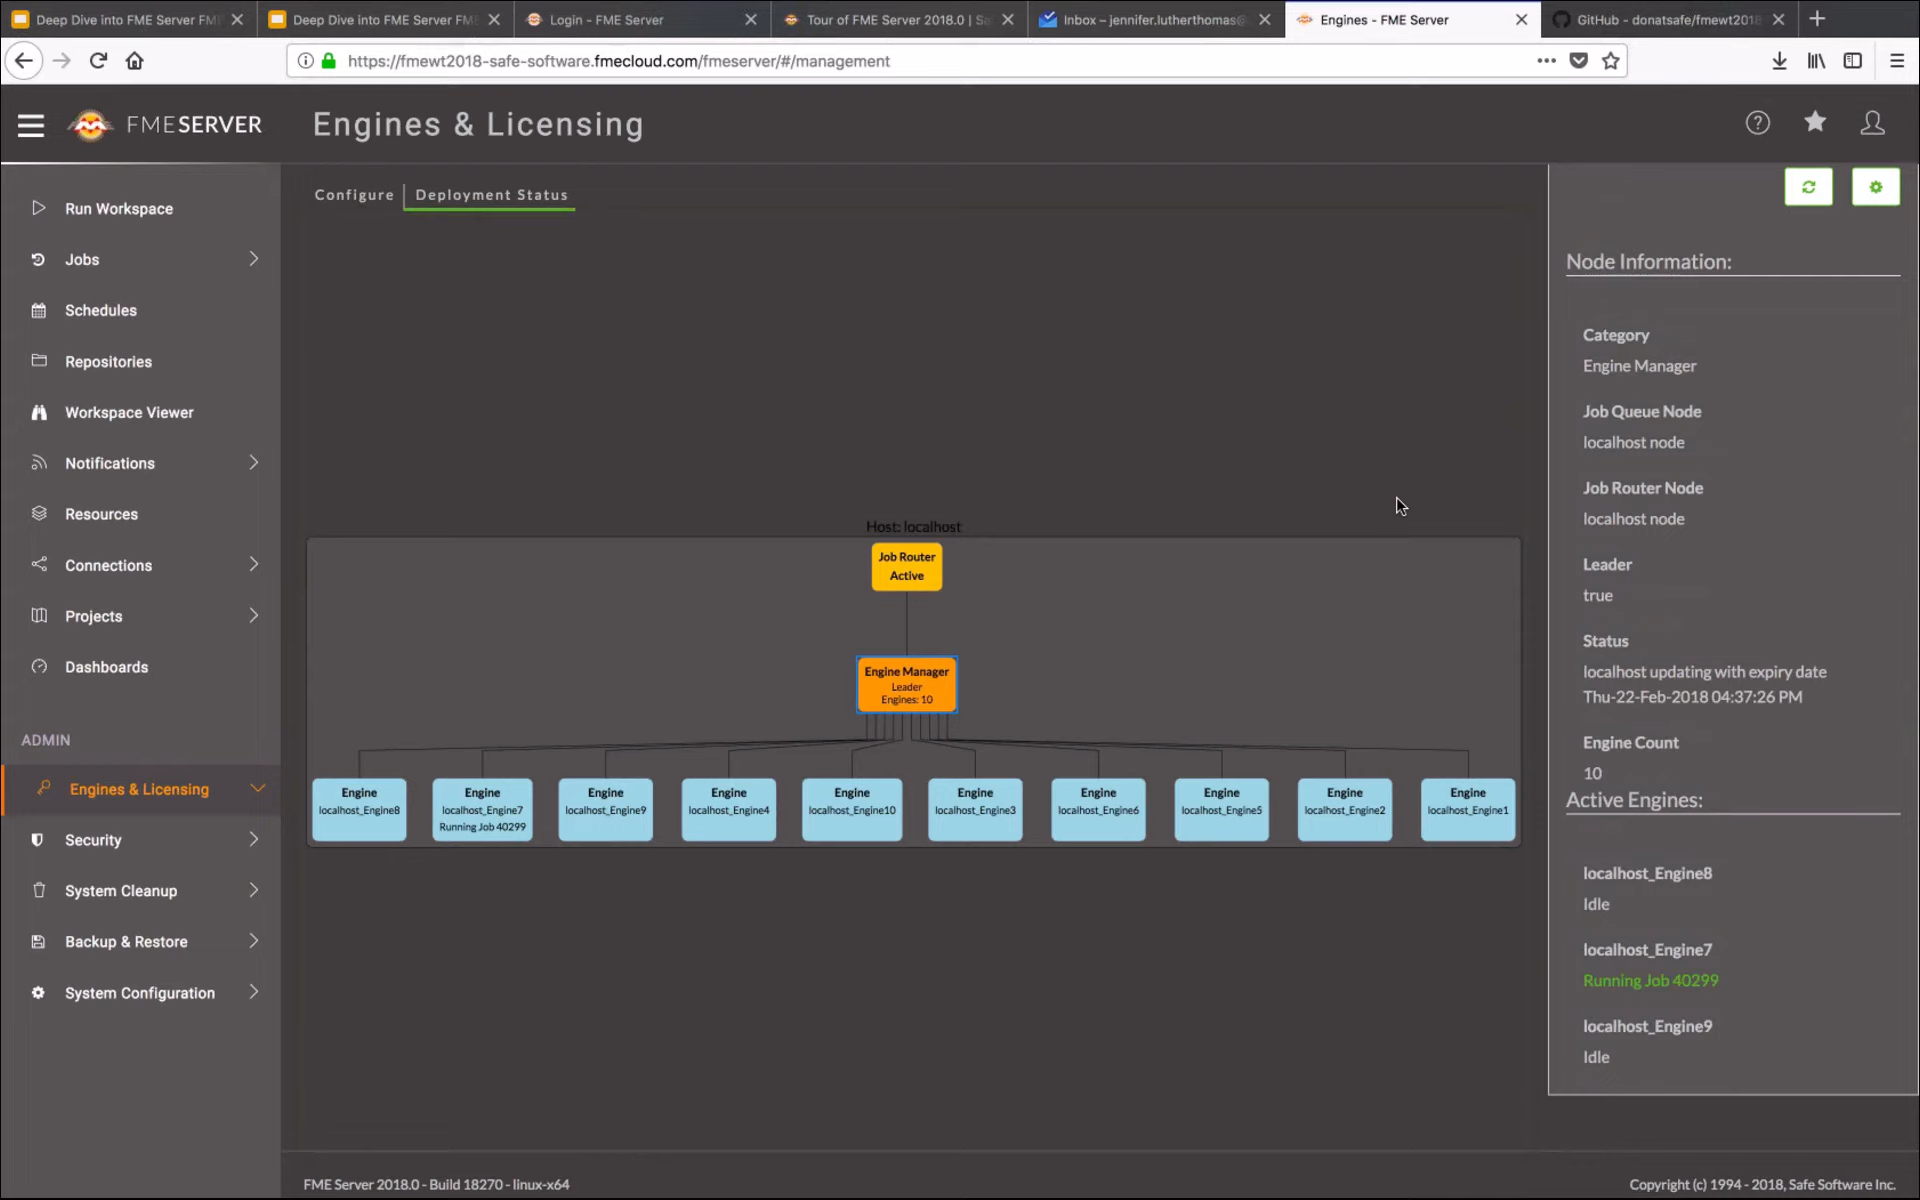 Deep Dive into FME Server FM
Deep Dive into FME Server FM
Login – FME Server
Tour of FME Server 2018.0 | Sa
Inbox – jennifer.lutherthomas@
Engines - FME Server
GitHub - donatsafe/fmewt2018
https://fmewt2018-safe-software.fmecloud.com/fmeserver/#/management
FMESERVER
Engines & Licensing
Configure
Deployment Status
Run Workspace
Jobs
Schedules
Repositories
Workspace Viewer
Notifications
Resources
Connections
Projects
Dashboards
ADMIN
Engines & Licensing
Security
System Cleanup
Backup & Restore
System Configuration
Host: localhost
Job Router
Active
Engine Manager
Leader
Engines: 10
Engine
localhost_Engine8
Engine
localhost_Engine7
Running Job 40299
Engine
localhost_Engine9
Engine
localhost_Engine4
Engine
localhost_Engine10
Engine
localhost_Engine3
Engine
localhost_Engine6
Engine
localhost_Engine5
Engine
localhost_Engine2
Engine
localhost_Engine1
Node Information:
Category
Engine Manager
Job Queue Node
localhost node
Job Router Node
localhost node
Leader
true
Status
localhost updating with expiry date
Thu-22-Feb-2018 04:37:26 PM
Engine Count
10
Active Engines:
localhost_Engine8
Idle
localhost_Engine7
Running Job 40299
localhost_Engine9
Idle
FME Server 2018.0 - Build 18270 - linux-x64
Copyright (c) 1994 - 2018, Safe Software Inc.